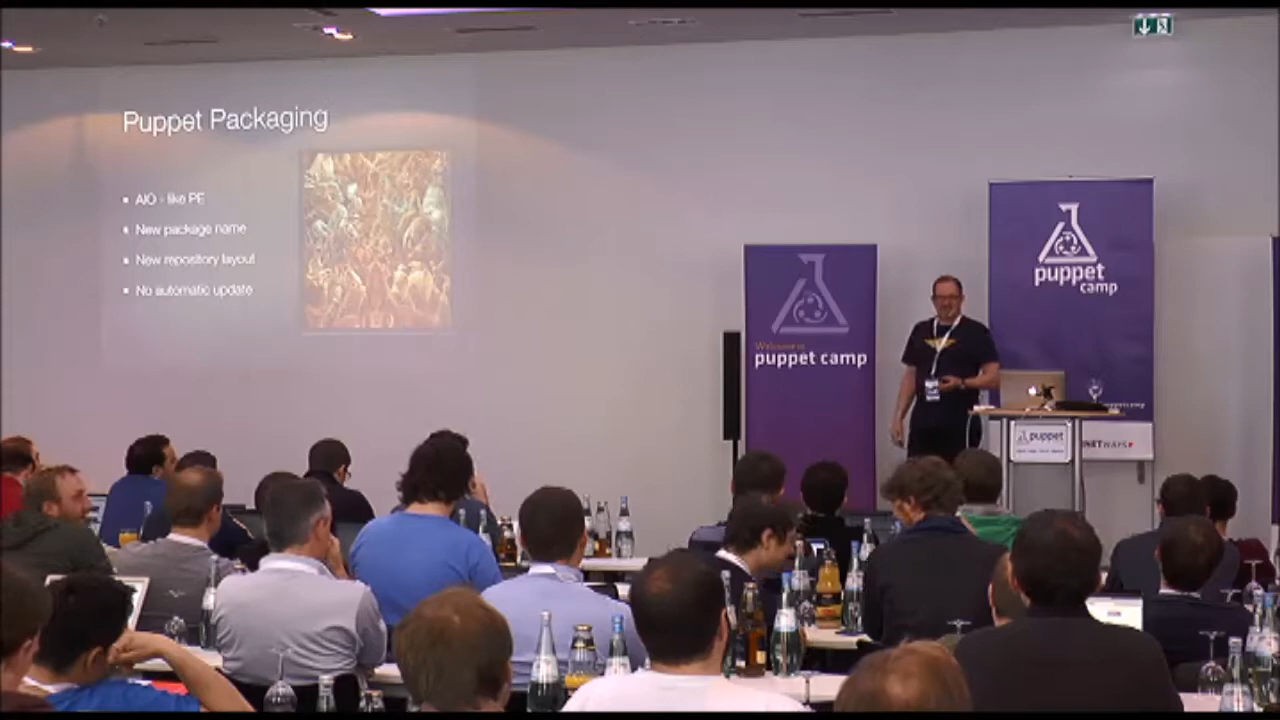 Puppet Packaging
AIO - like PE
New package name
New repository layout
No automatic update
Welcome to
puppet camp
puppet
camp
puppet
NETWAYS